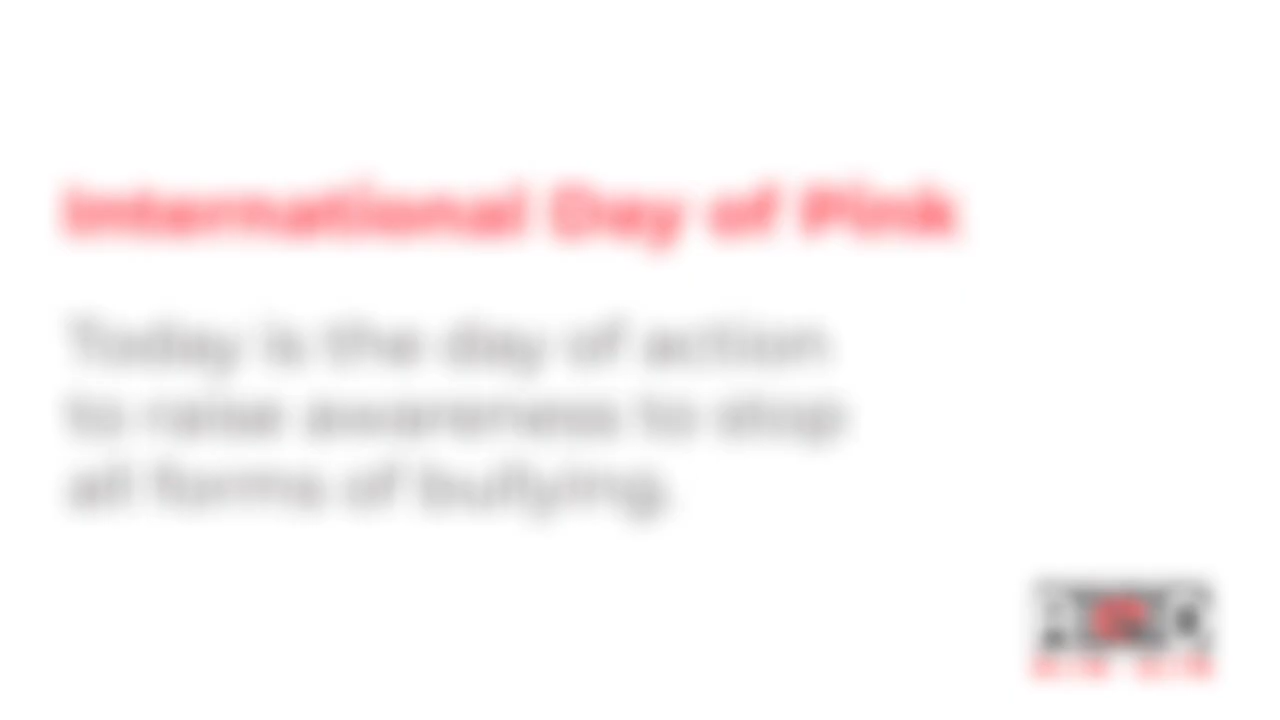 International Day of Pink
Today is the day of action
to raise awareness to stop
all forms of bullying.